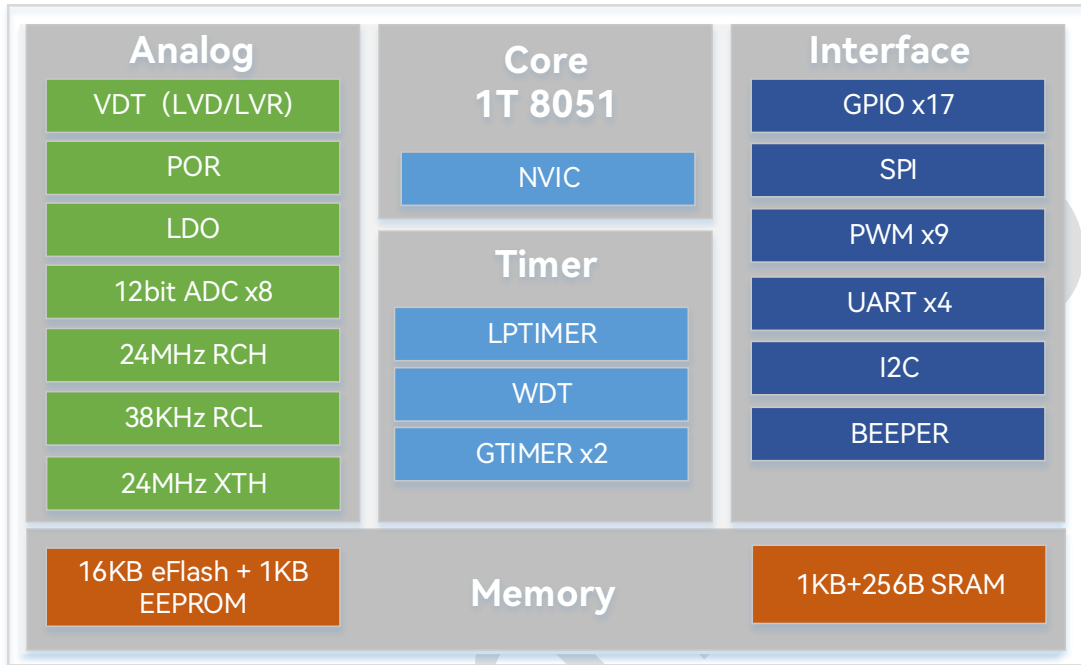 Analog
VDT（LVD/LVR)
POR
LDO
12bit ADC x8
24MHz RCH
38KHz RCL
24MHz XTH
Core
1T 8051
NVIC
Timer
LPTIMER
WDT
GTIMER x2
Interface
GPIO x17
SPI
PWM x9
UART x4
I2C
BEEPER
16KB eFlash + 1KB
EEPROM
Memory
1KB+256B SRAM